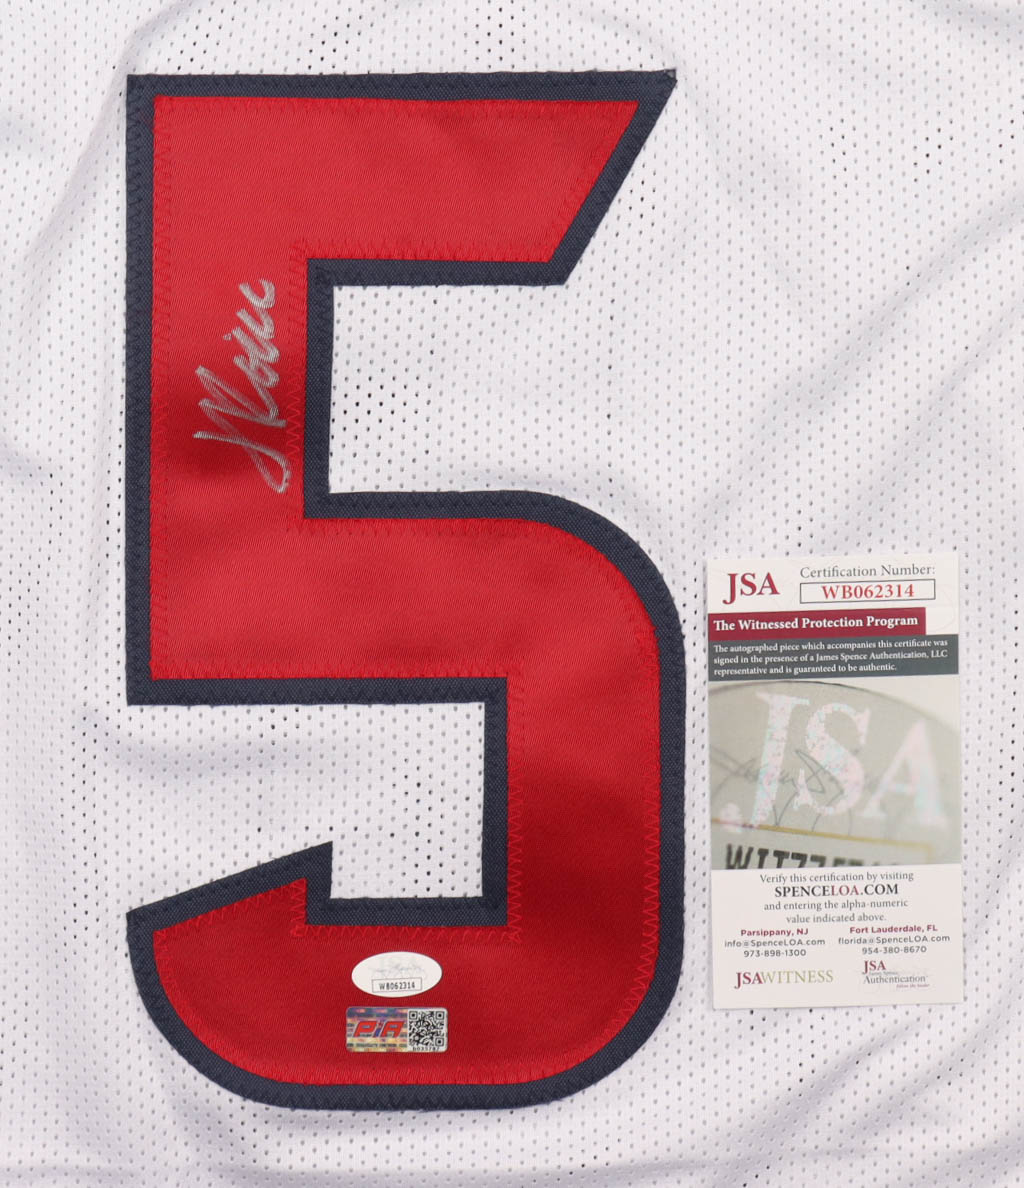 5
JSA
Certification Number:
WB062314
The Witnessed Protection Program
The autographed piece which accompanies this certificate was
signed in the presence of a James Spence Authentication, LLC
representative and is guaranteed to be authentic.
JSA
Verify this certification by visiting
SPENCELOA.COM
and entering the alpha-numeric
value indicated above.
Parsippany, NJ
info@SpenceLOA.com
973-898-1300
Fort Lauderdale, FL
florida@SpenceLOA.com
954-380-8670
JSAWITNESS
JSA
Authentication
WB062314
PIA